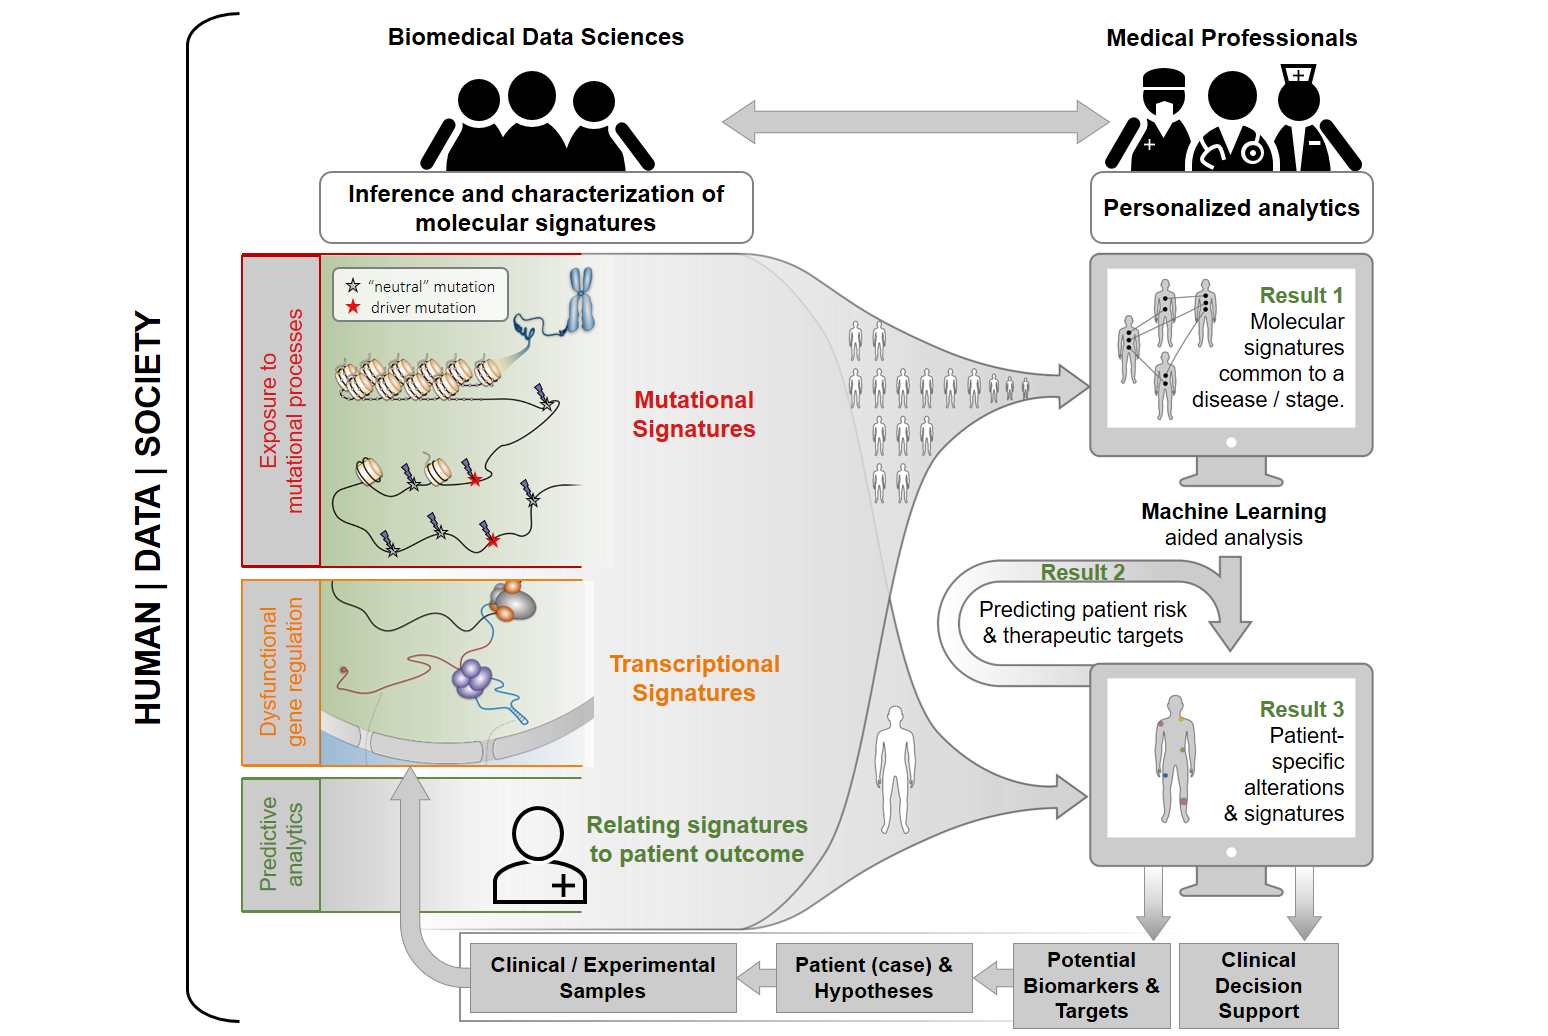 HUMAN | DATA | SOCIETY
Biomedical Data Sciences
Medical Professionals
Inference and characterization of
molecular signatures
Personalized analytics
Exposure to
mutational processes
“neutral” mutation
driver mutation
Mutational
Signatures
Result 1
Molecular
signatures
common to a
disease / stage.
Machine Learning
aided analysis
Result 2
Predicting patient risk
& therapeutic targets
Dysfunctional
gene regulation
Transcriptional
Signatures
Result 3
Patient-
specific
alterations
& signatures
Predictive
analytics
Relating signatures
to patient outcome
Clinical / Experimental
Samples
Patient (case) &
Hypotheses
Potential
Biomarkers &
Targets
Clinical
Decision
Support